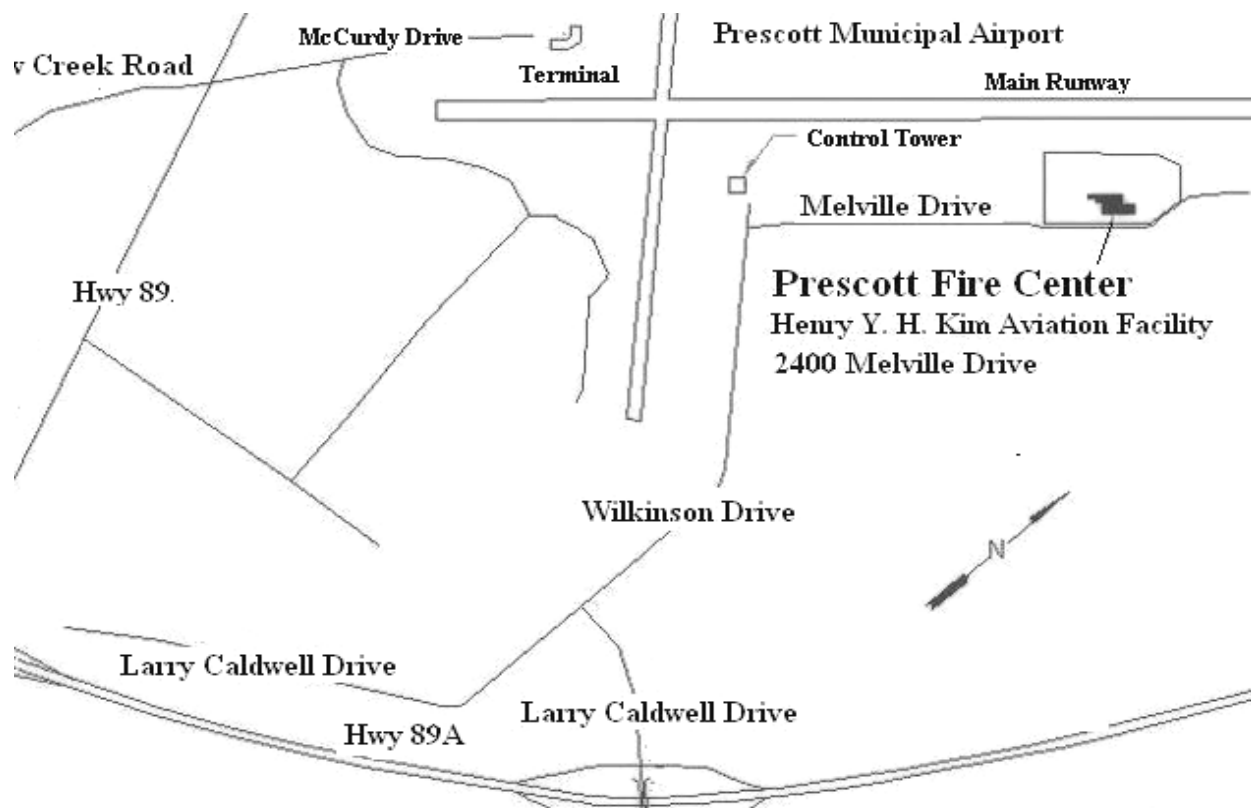 McCurdy Drive
Prescott Municipal Airport
Creek Road
Terminal
Main Runway
Control Tower
Melville Drive
Hwy 89
Prescott Fire Center
Henry Y. H. Kim Aviation Facility
2400 Melville Drive
Wilkinson Drive
N
Larry Caldwell Drive
Larry Caldwell Drive
Hwy 89A